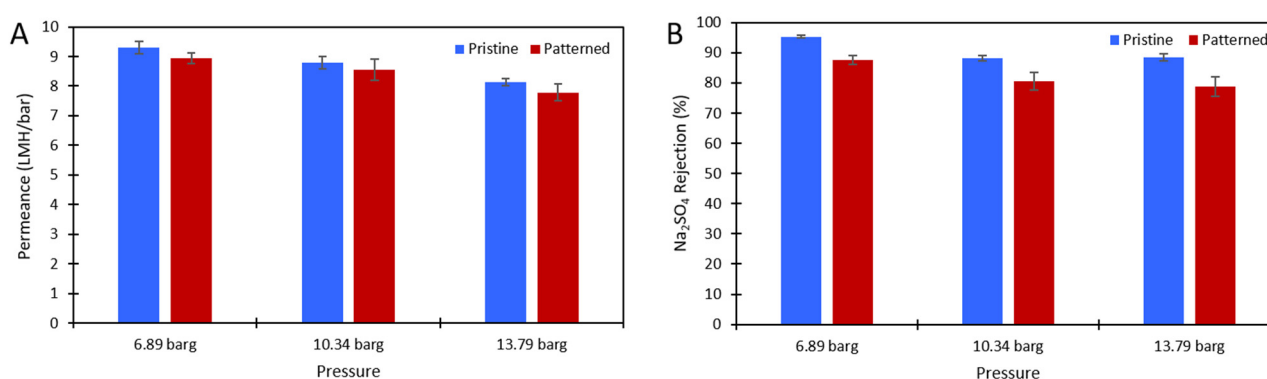 A
Permeance (LMH/bar)
10
9
8
7
6
5
4
3
2
1
0
Pristine Patterned
6.89 barg 10.34 barg 13.79 barg
Pressure
B
Na₂SO₄ Rejection (%)
100
90
80
70
60
50
40
30
20
10
0
Pristine Patterned
6.89 barg 10.34 barg 13.79 barg
Pressure